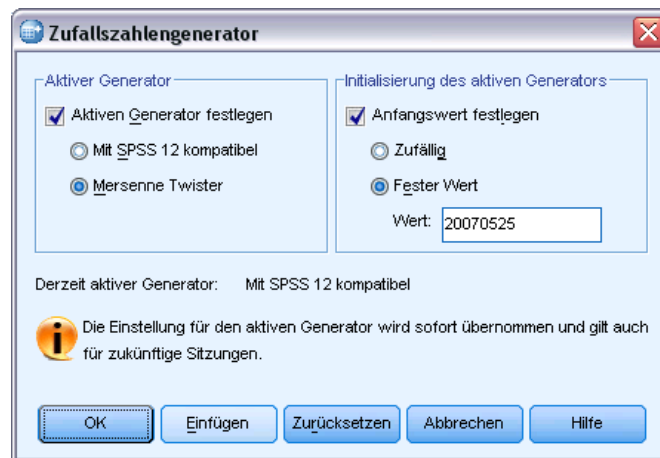 Zufallszahlengenerator
Aktiver Generator
Aktiven Generator festlegen
Mit SPSS 12 kompatibel
Mersenne Twister
Initialisierung des aktiven Generators
Anfangswert festlegen
Zufällig
Fester Wert
Wert: 20070525
Derzeit aktiver Generator: Mit SPSS 12 kompatibel
Die Einstellung für den aktiven Generator wird sofort übernommen und gilt auch
für zukünftige Sitzungen.
OK Einfügen Zurücksetzen Abbrechen Hilfe